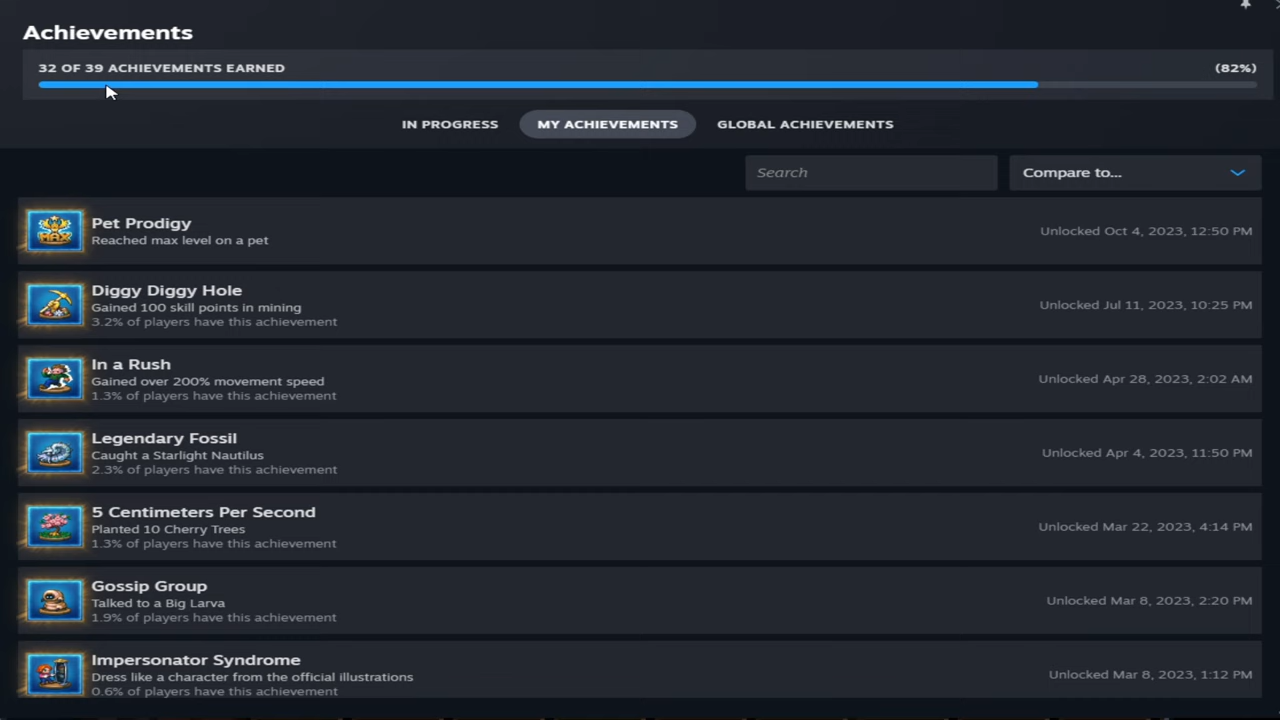 Achievements
32 OF 39 ACHIEVEMENTS EARNED (82%)
IN PROGRESS MY ACHIEVEMENTS GLOBAL ACHIEVEMENTS
Search Compare to...
Pet Prodigy
Reached max level on a pet
Unlocked Oct 4, 2023, 12:50 PM
Diggy Diggy Hole
Gained 100 skill points in mining
3.2% of players have this achievement
Unlocked Jul 11, 2023, 10:25 PM
In a Rush
Gained over 200% movement speed
1.3% of players have this achievement
Unlocked Apr 28, 2023, 2:02 AM
Legendary Fossil
Caught a Starlight Nautilus
2.3% of players have this achievement
Unlocked Apr 4, 2023, 11:50 PM
5 Centimeters Per Second
Planted 10 Cherry Trees
1.3% of players have this achievement
Unlocked Mar 22, 2023, 4:14 PM
Gossip Group
Talked to a Big Larva
1.9% of players have this achievement
Unlocked Mar 8, 2023, 2:20 PM
Impersonator Syndrome
Dress like a character from the official illustrations
0.6% of players have this achievement
Unlocked Mar 8, 2023, 1:12 PM